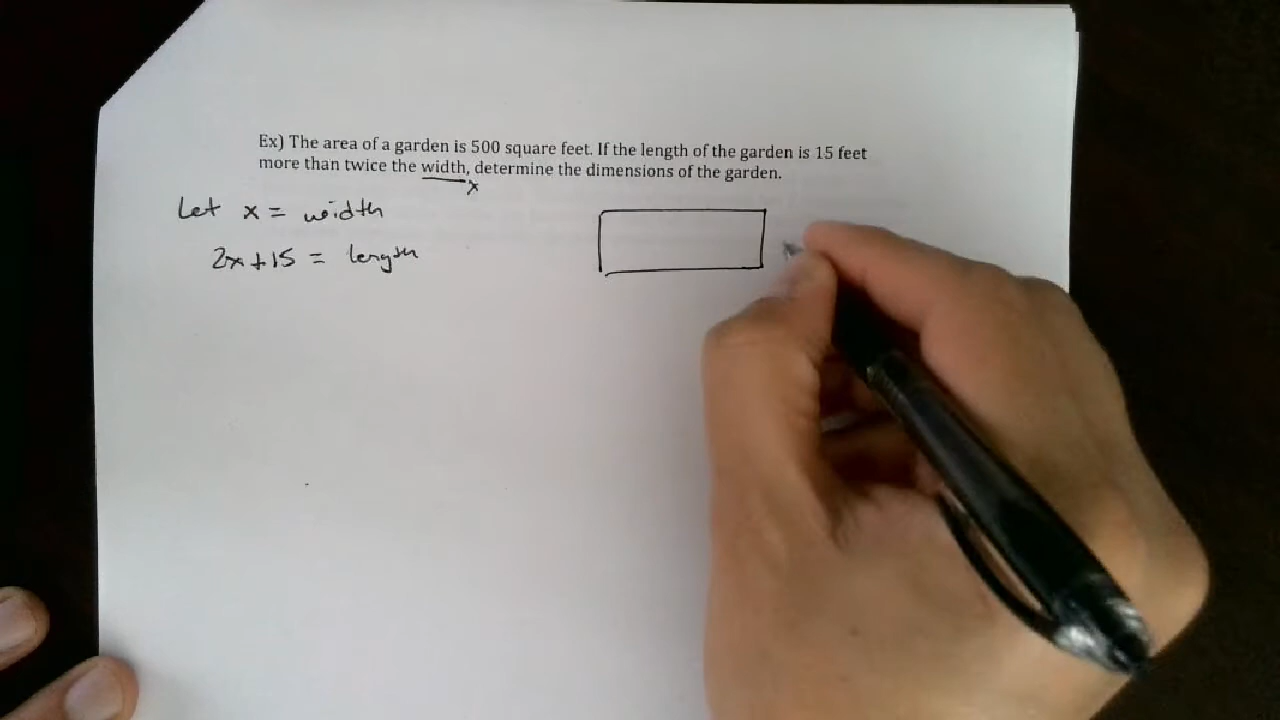 Ex) The area of a garden is 500 square feet. If the length of the garden is 15 feet
more than twice the width, determine the dimensions of the garden.
x
Let x = width
2x+15 = length